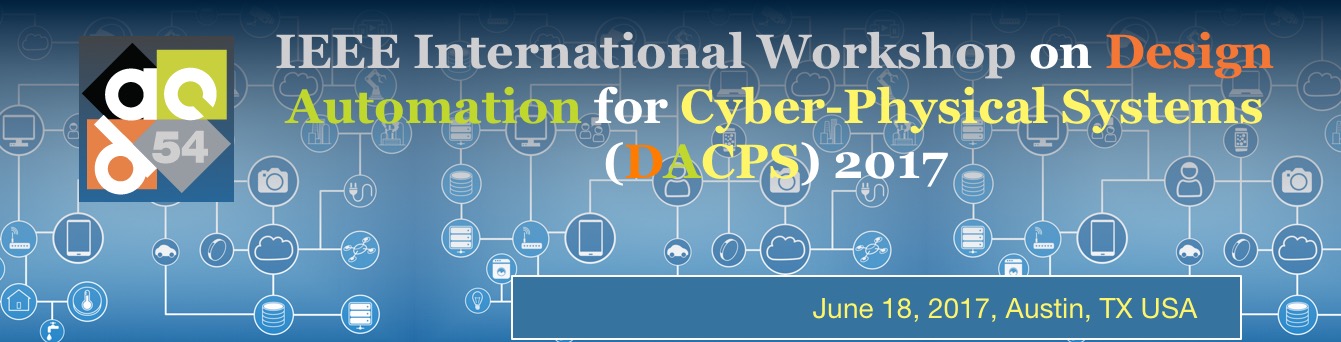 IEEE International Workshop on Design
Automation for Cyber-Physical Systems
(DACPS) 2017
dac
54
June 18, 2017, Austin, TX USA